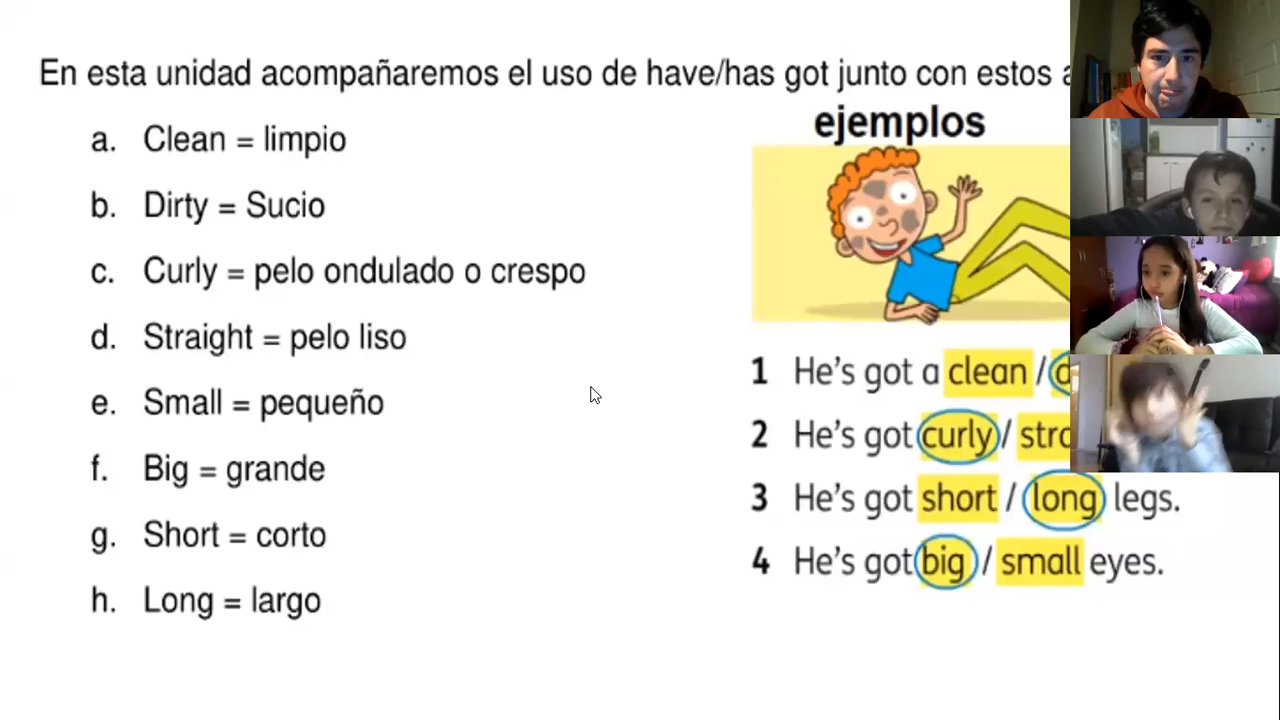 En esta unidad acompañaremos el uso de have/has got junto con estos
ejemplos
a. Clean = limpio
b. Dirty = Sucio
c. Curly = pelo ondulado o crespo
d. Straight = pelo liso
e. Small = pequeño
f. Big = grande
g. Short = corto
h. Long = largo
1 He's got a clean /
2 He's got curly /
3 He's got short / long legs.
4 He's got big / small eyes.